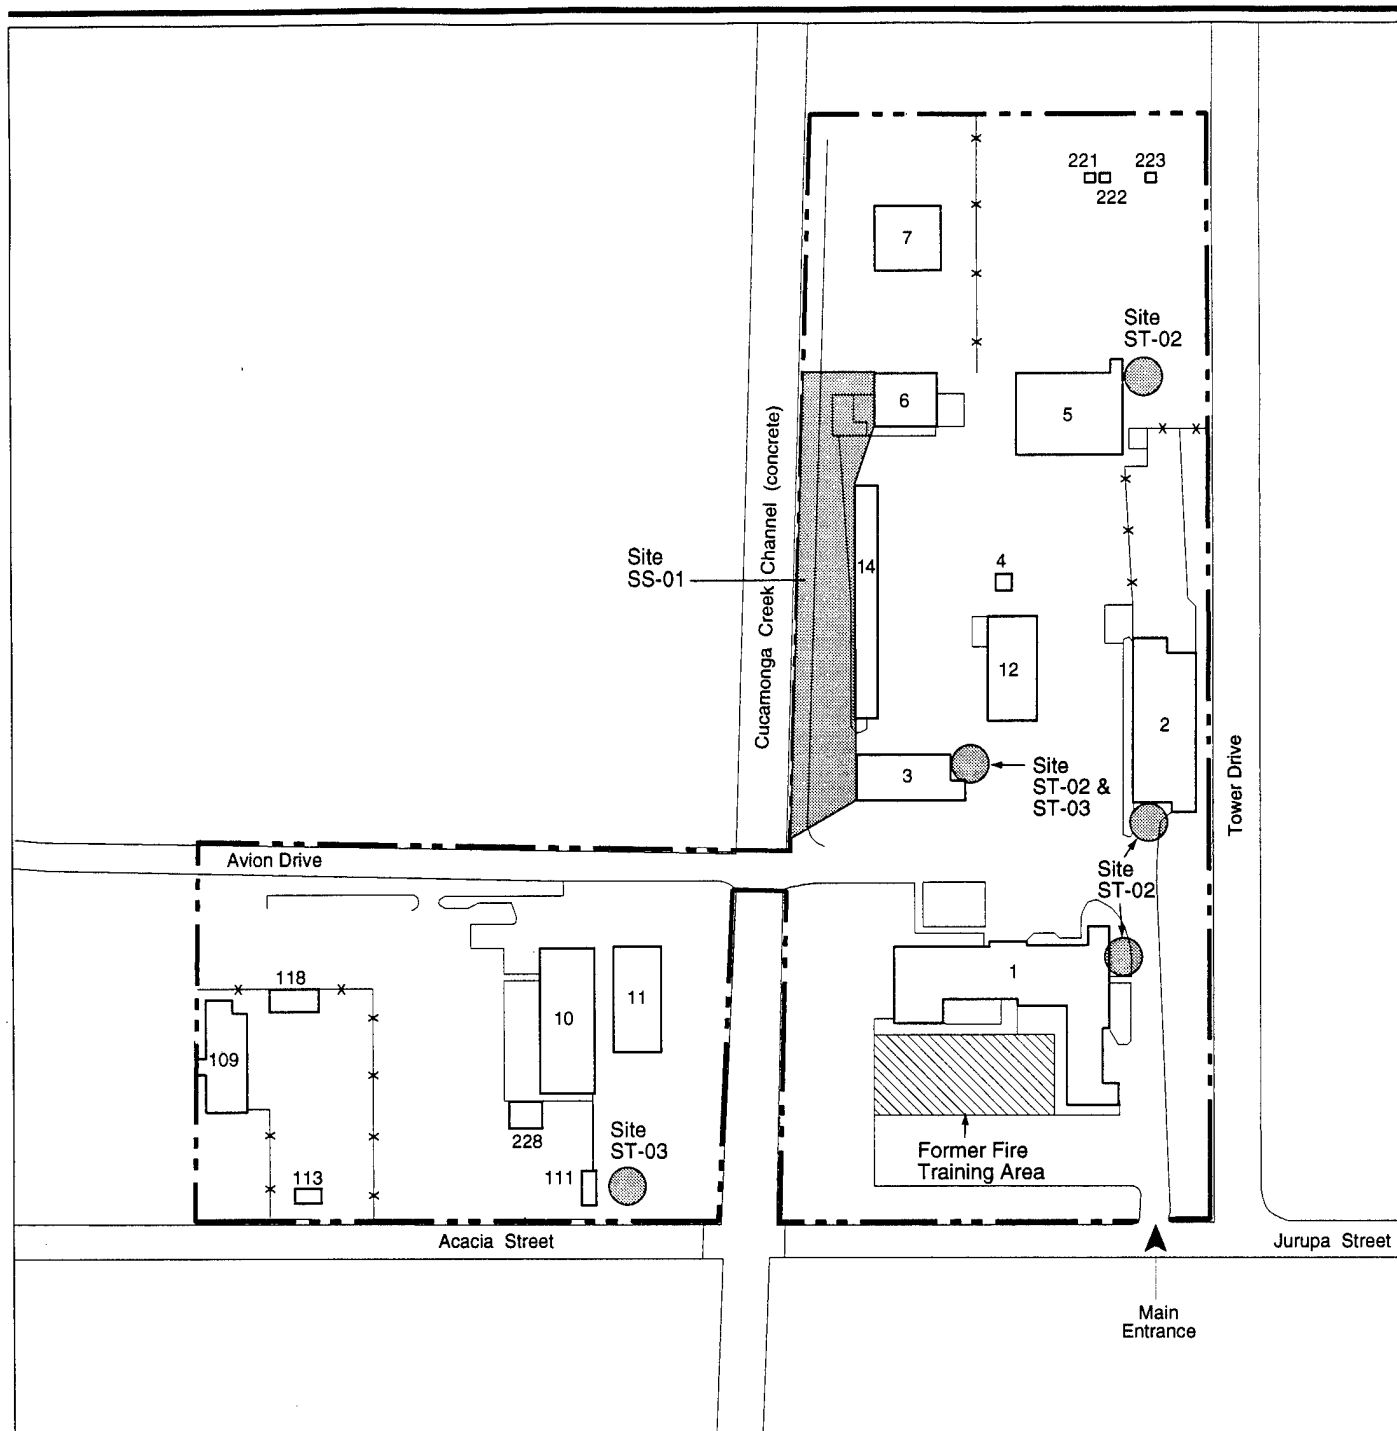 221
223
222
7
Site
ST-02
6
5
Cucamonga Creek Channel (concrete)
Site
SS-01
14
4
12
2
3
Site
ST-02 &
ST-03
Tower Drive
Avion Drive
Site
ST-02
118
10
11
1
109
228
Site
ST-03
111
113
Former Fire
Training Area
Acacia Street
Jurupa Street
Main
Entrance